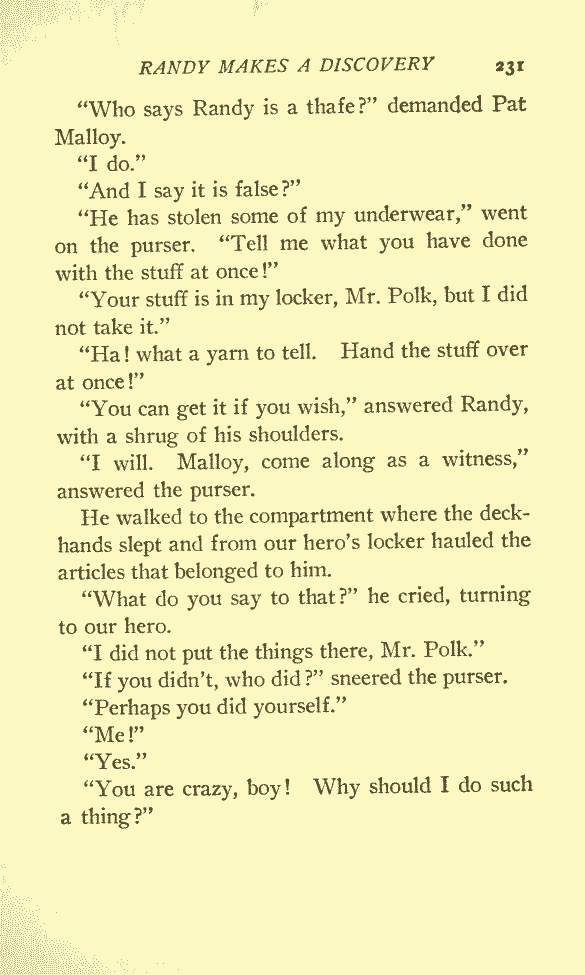 RANDY MAKES A DISCOVERY 231
“Who says Randy is a thafe?” demanded Pat
Malloy.
“I do.”
“And I say it is false?”
“He has stolen some of my underwear,” went
on the purser. “Tell me what you have done
with the stuff at once!”
“Your stuff is in my locker, Mr. Polk, but I did
not take it.”
“Ha! what a yarn to tell. Hand the stuff over
at once!”
“You can get it if you wish,” answered Randy,
with a shrug of his shoulders.
“I will. Malloy, come along as a witness,”
answered the purser.
He walked to the compartment where the deck-
hands slept and from our hero’s locker hauled the
articles that belonged to him.
“What do you say to that?” he cried, turning
to our hero.
“I did not put the things there, Mr. Polk.”
“If you didn’t, who did?” sneered the purser.
“Perhaps you did yourself.”
“Me!”
“Yes.”
“You are crazy, boy! Why should I do such
a thing?”